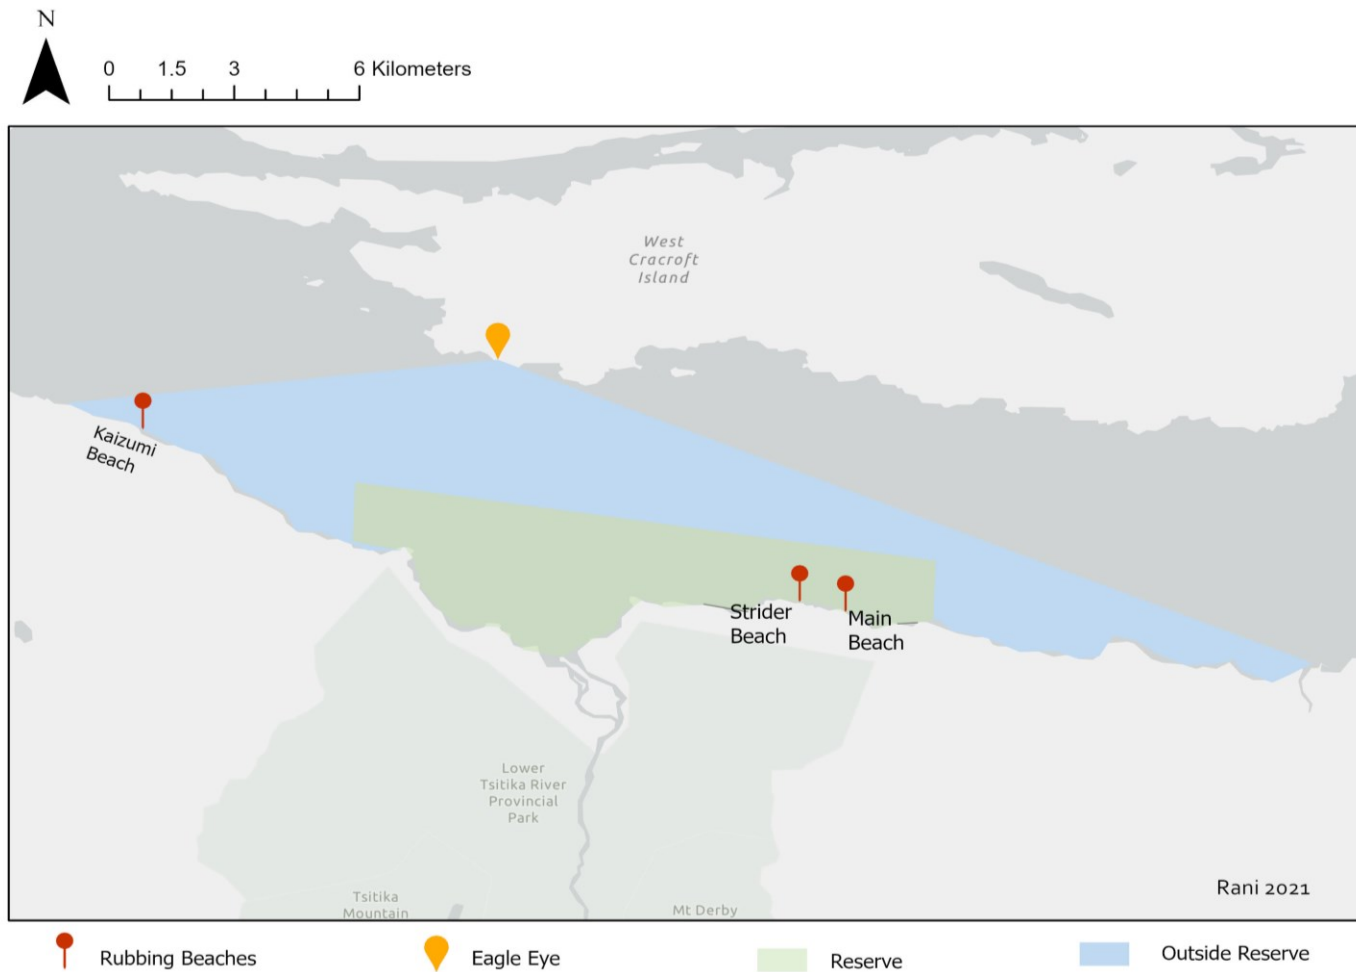 N
0 1.5 3 6 Kilometers
West
Cracroft
Island
Kaizumi
Beach
Strider
Beach
Main
Beach
Lower
Tsitika River
Provincial
Park
Tsitika
Mountain
Mt Derby
Rani 2021
Rubbing Beaches
Eagle Eye
Reserve
Outside Reserve